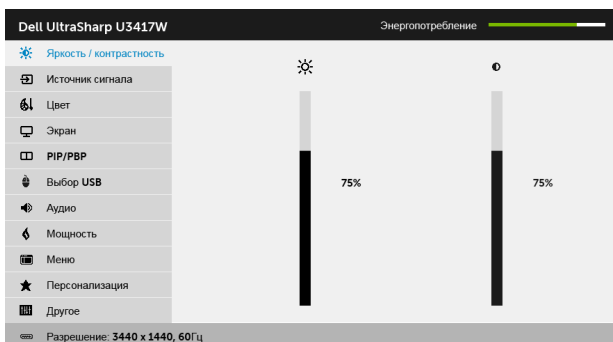 Dell UltraSharp U3417W
Энергопотребление
Яркость / контрастность
Источник сигнала
Цвет
Экран
PIP/PBP
Выбор USB
75%
75%
Аудио
Мощность
Меню
Персонализация
Другое
Разрешение: 3440 x 1440, 60Гц